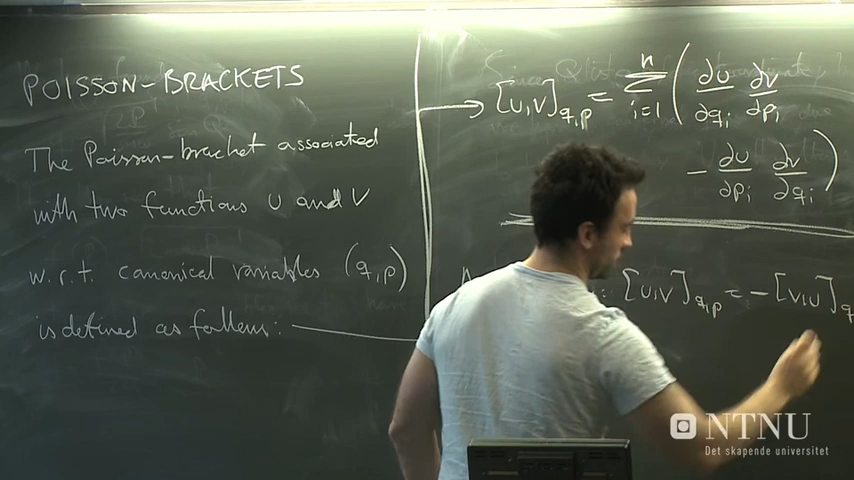 POISSON-BRACKETS
The Poisson-bracket associated
with two functions u and v
w.r.t. canonical variables (q,p)
is defined as follows:
[u,v]q,p = Σ i=1 n ( ∂u/∂qi ∂v/∂pi
- ∂u/∂pi ∂v/∂qi )
: [u,v]q,p = -[v,u]q
NTNU
Det skapende universitet